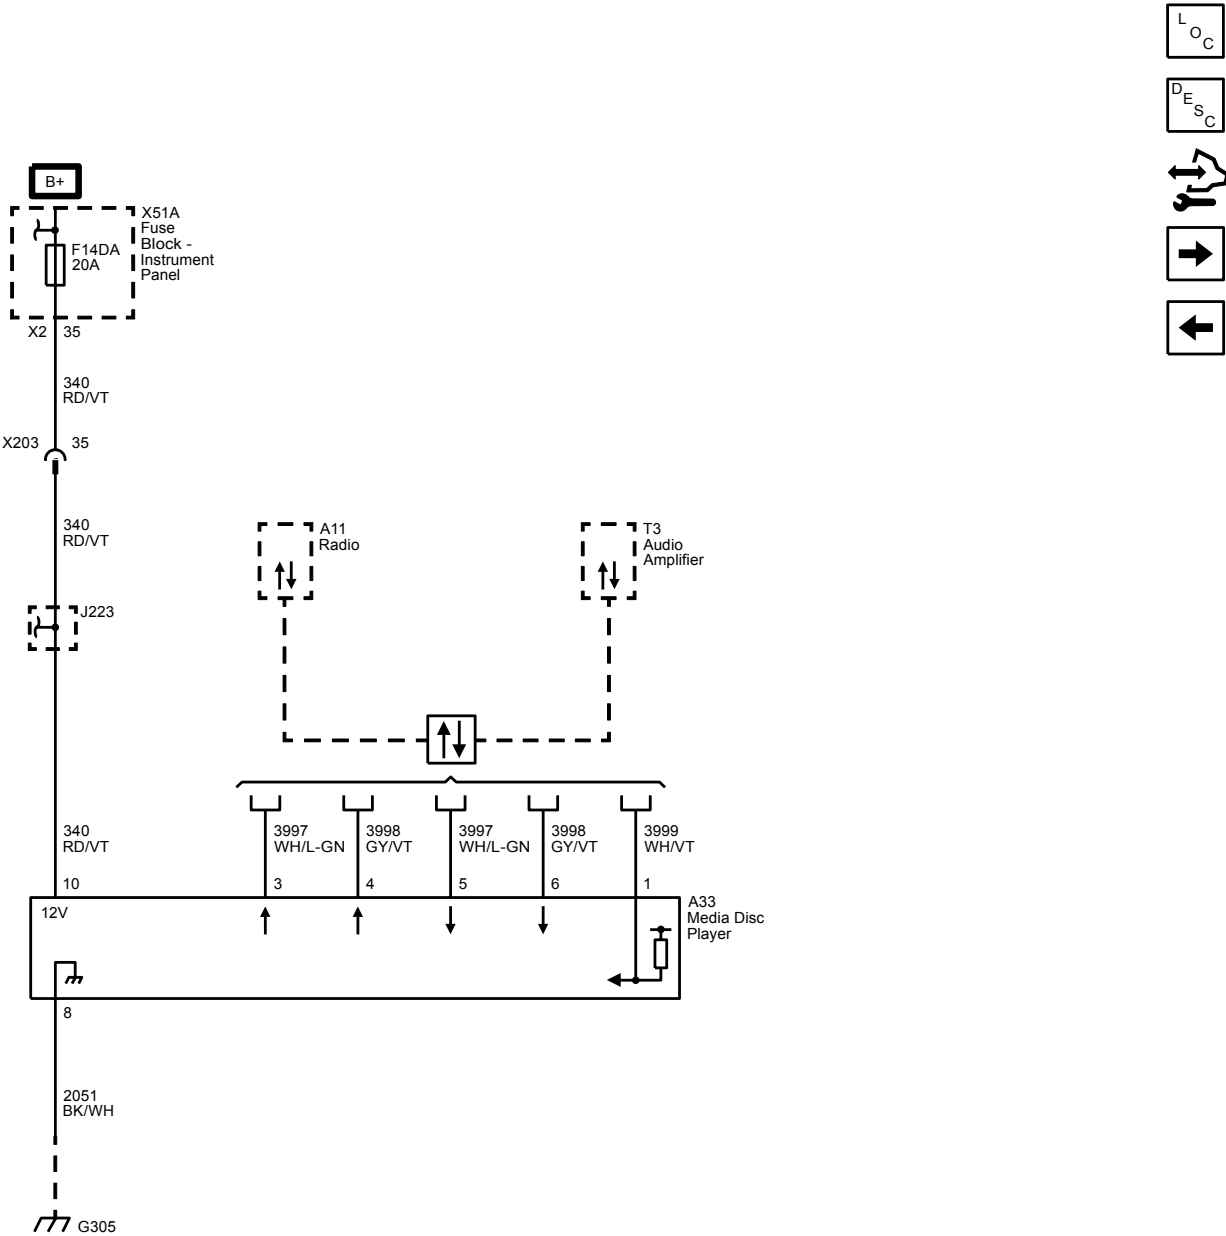 L
O
C
D
E
S
C
B+
X51A
Fuse
Block -
Instrument
Panel
F14DA
20A
X2 35
340
RD/VT
X203 35
340
RD/VT
A11
Radio
T3
Audio
Amplifier
J223
340
RD/VT
3997
WH/L-GN
3998
GY/VT
3997
WH/L-GN
3998
GY/VT
3999
WH/VT
10 3 4 5 6 1
12V
A33
Media Disc
Player
8
2051
BK/WH
G305